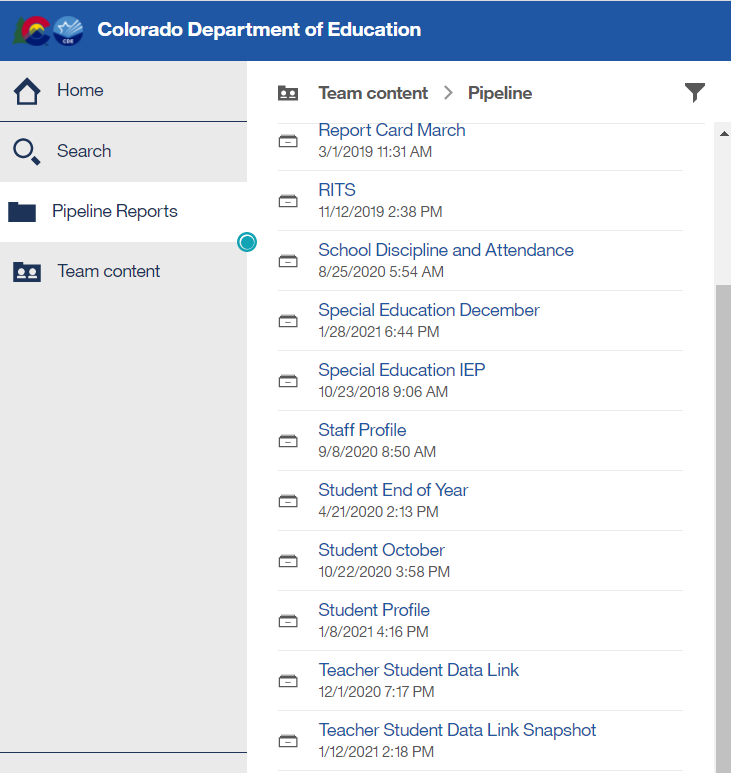 CDE
Colorado Department of Education
Home
Search
Pipeline Reports
Team content
Team content > Pipeline
Report Card March
3/1/2019 11:31 AM
RITS
11/12/2019 2:38 PM
School Discipline and Attendance
8/25/2020 5:54 AM
Special Education December
1/28/2021 6:44 PM
Special Education IEP
10/23/2018 9:06 AM
Staff Profile
9/8/2020 8:50 AM
Student End of Year
4/21/2020 2:13 PM
Student October
10/22/2020 3:58 PM
Student Profile
1/8/2021 4:16 PM
Teacher Student Data Link
12/1/2020 7:17 PM
Teacher Student Data Link Snapshot
1/12/2021 2:18 PM